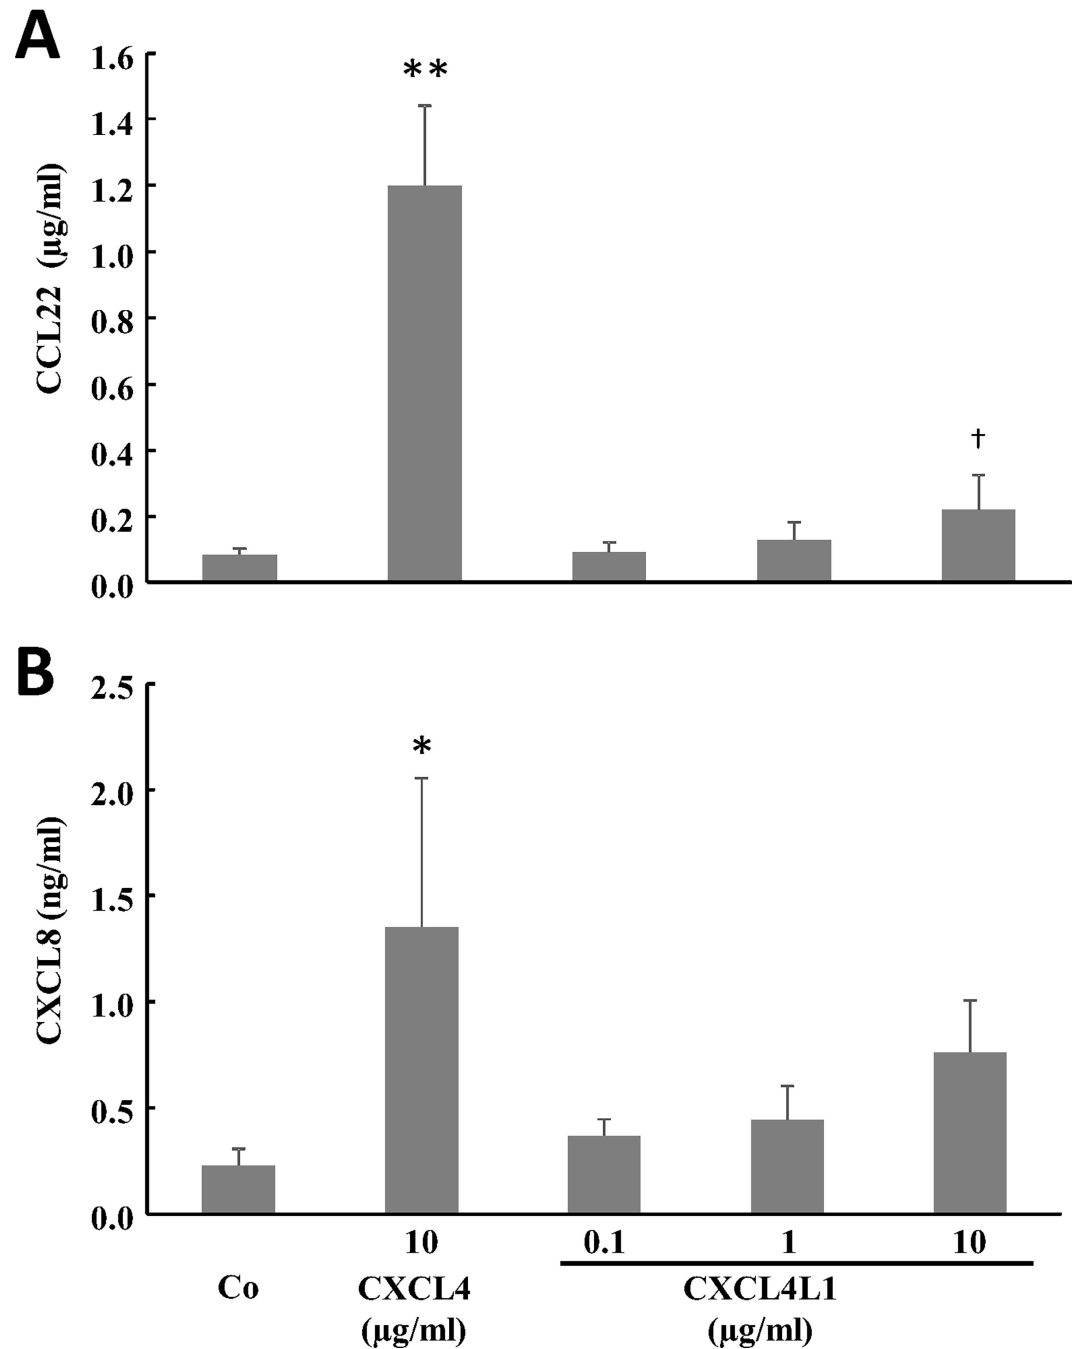 A
1.6
**
1.4
1.2
1.0
0.8
0.6
0.4
†
0.2
0.0
CCL22 (µg/ml)
B
2.5
*
2.0
1.5
1.0
0.5
0.0
CXCL8 (ng/ml)
10 0.1 1 10
Co CXCL4 CXCL4L1
(µg/ml) (µg/ml)